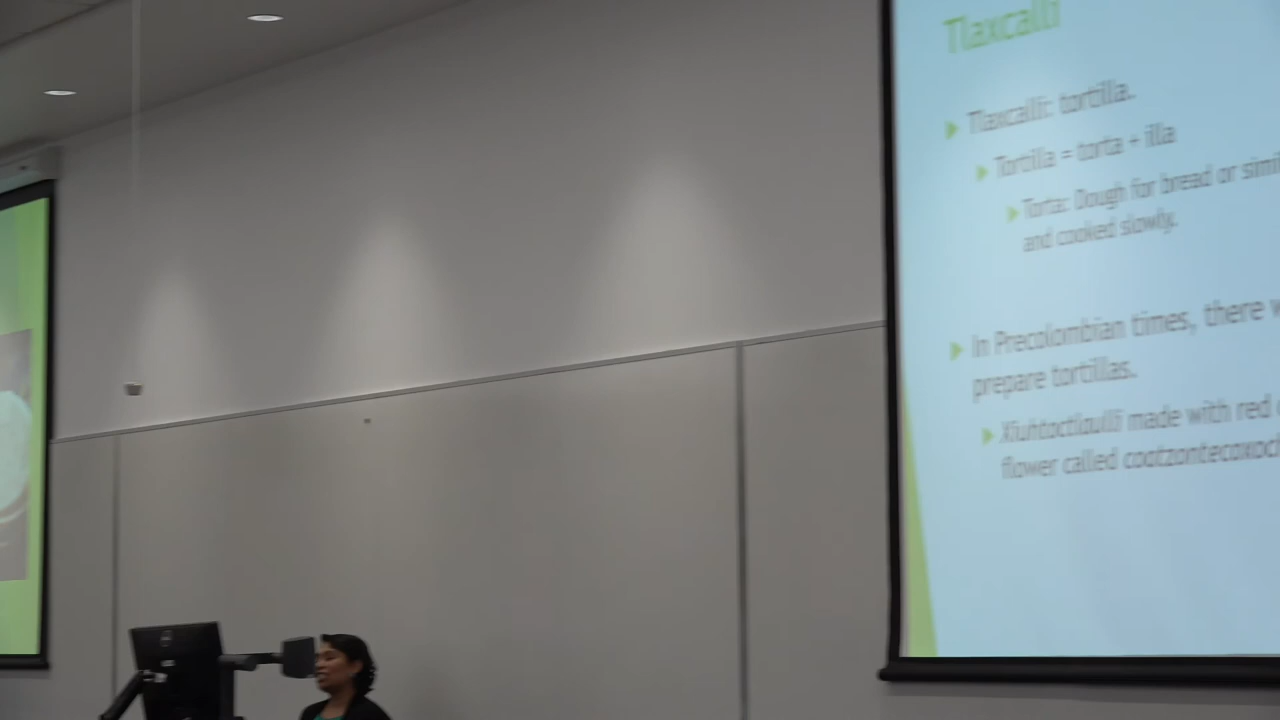 Tlaxcalli
Tlaxcalli: tortilla.
Tortilla = torta + illa
Torta: Dough for bread or simi
and cooked slowly.
In Precolombian times, there w
prepare tortillas.
made with red
flower called